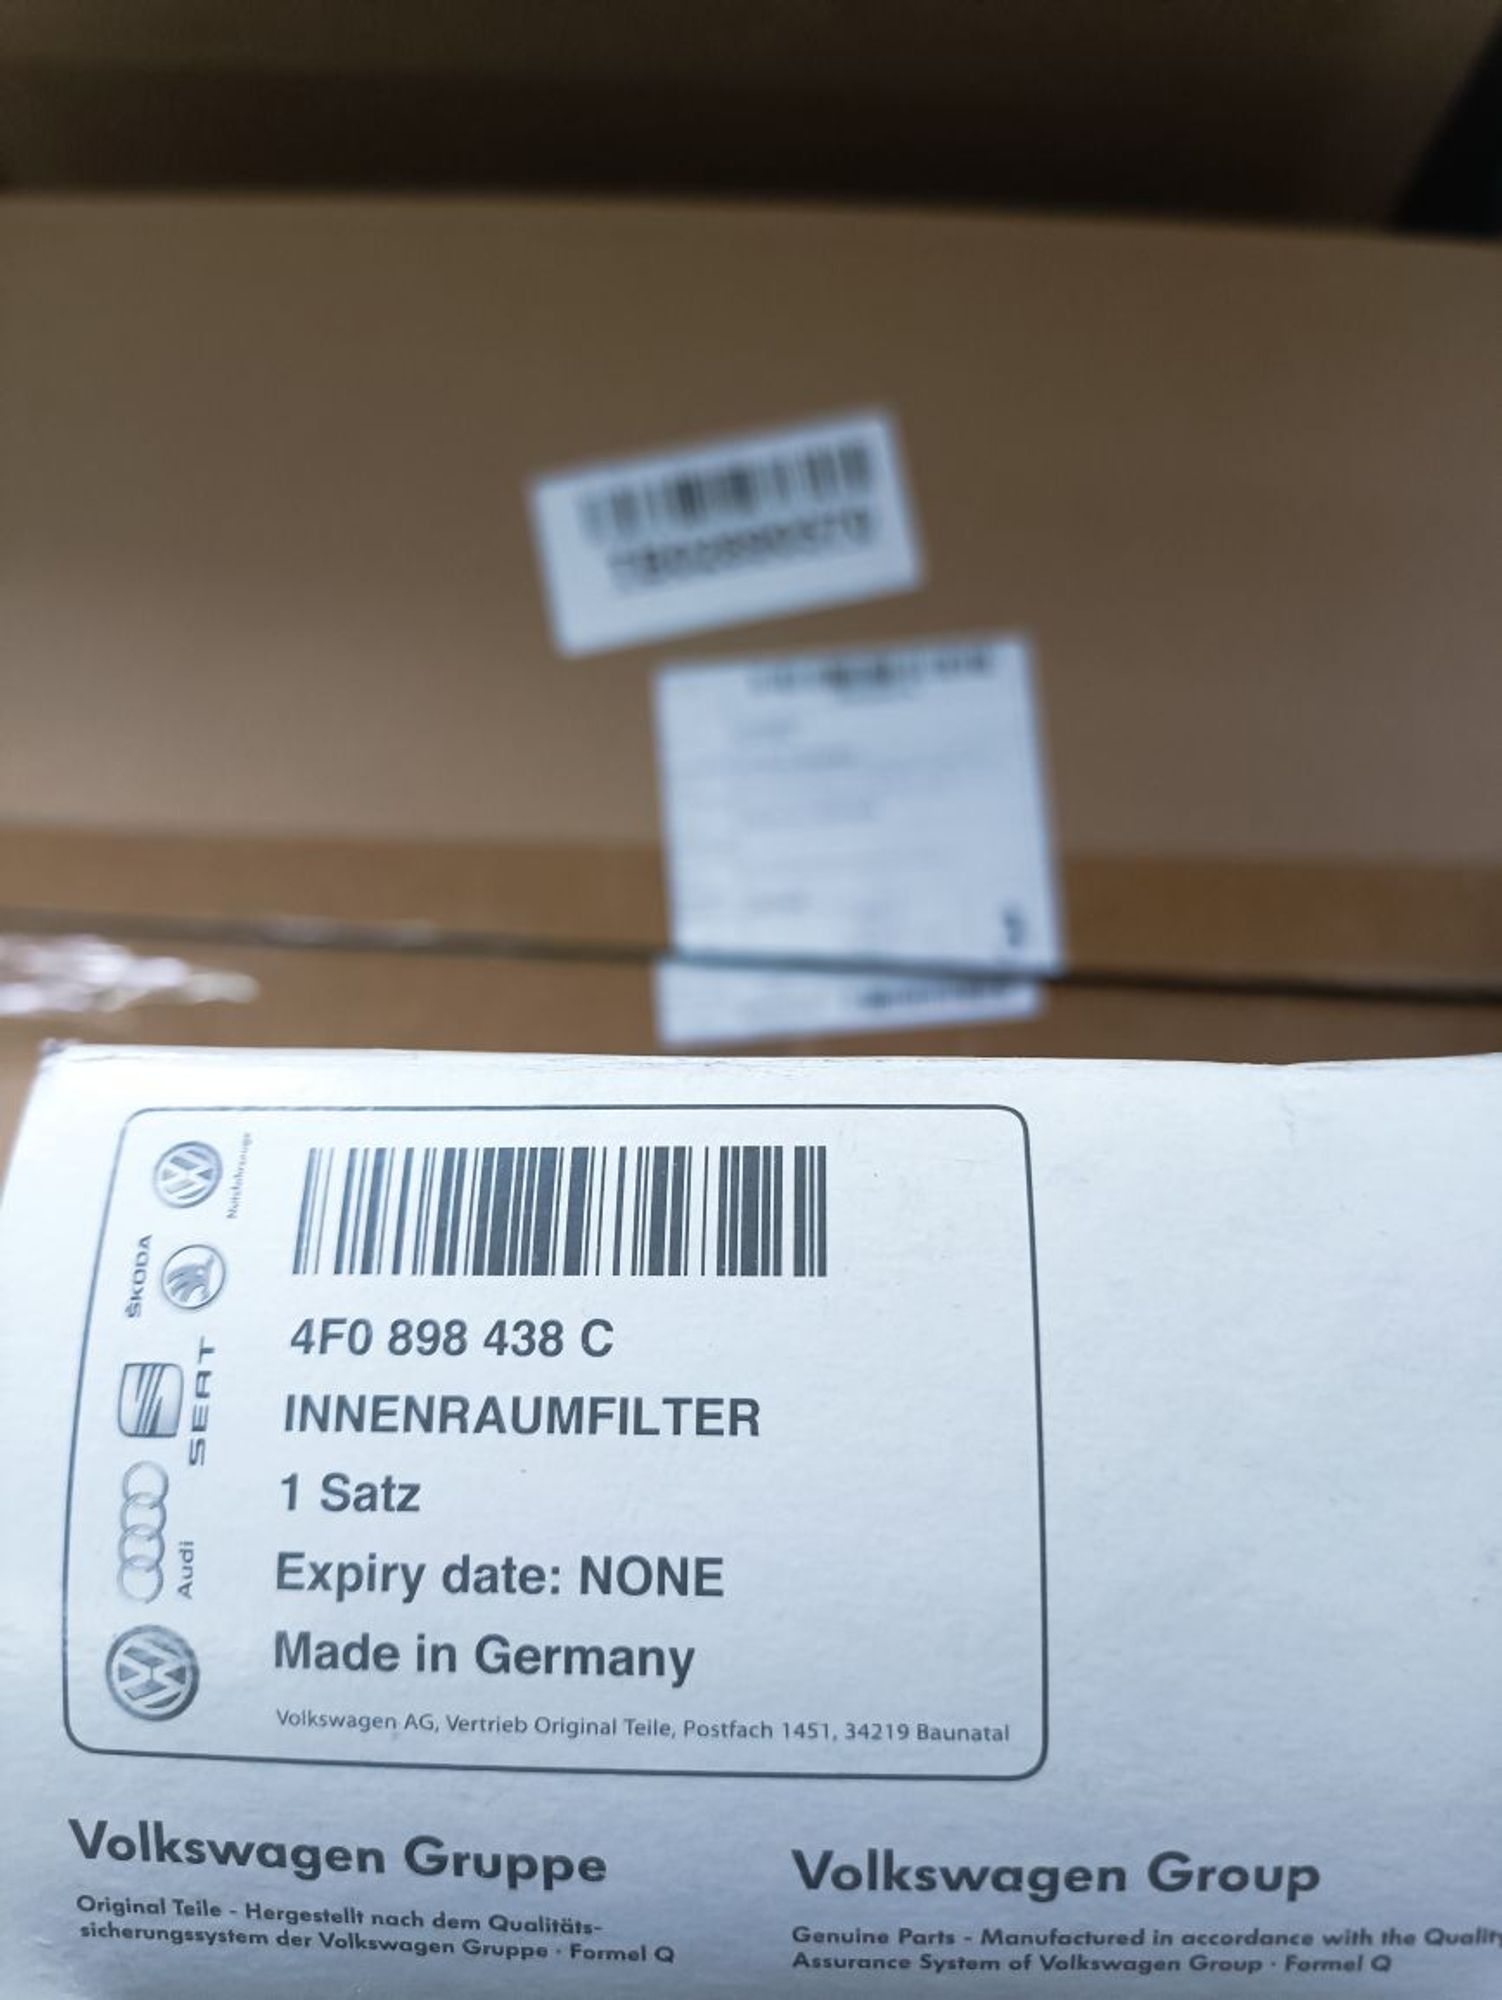 Nutzfahrzeuge
ŠKODA
SEAT
Audi
4F0 898 438 C
INNENRAUMFILTER
1 Satz
Expiry date: NONE
Made in Germany
Volkswagen AG, Vertrieb Original Teile, Postfach 1451, 34219 Baunatal
Volkswagen Gruppe
Original Teile - Hergestellt nach dem Qualitäts-
sicherungssystem der Volkswagen Gruppe · Formel Q
Volkswagen Group
Genuine Parts - Manufactured in accordance with the Quality
Assurance System of Volkswagen Group · Formel Q